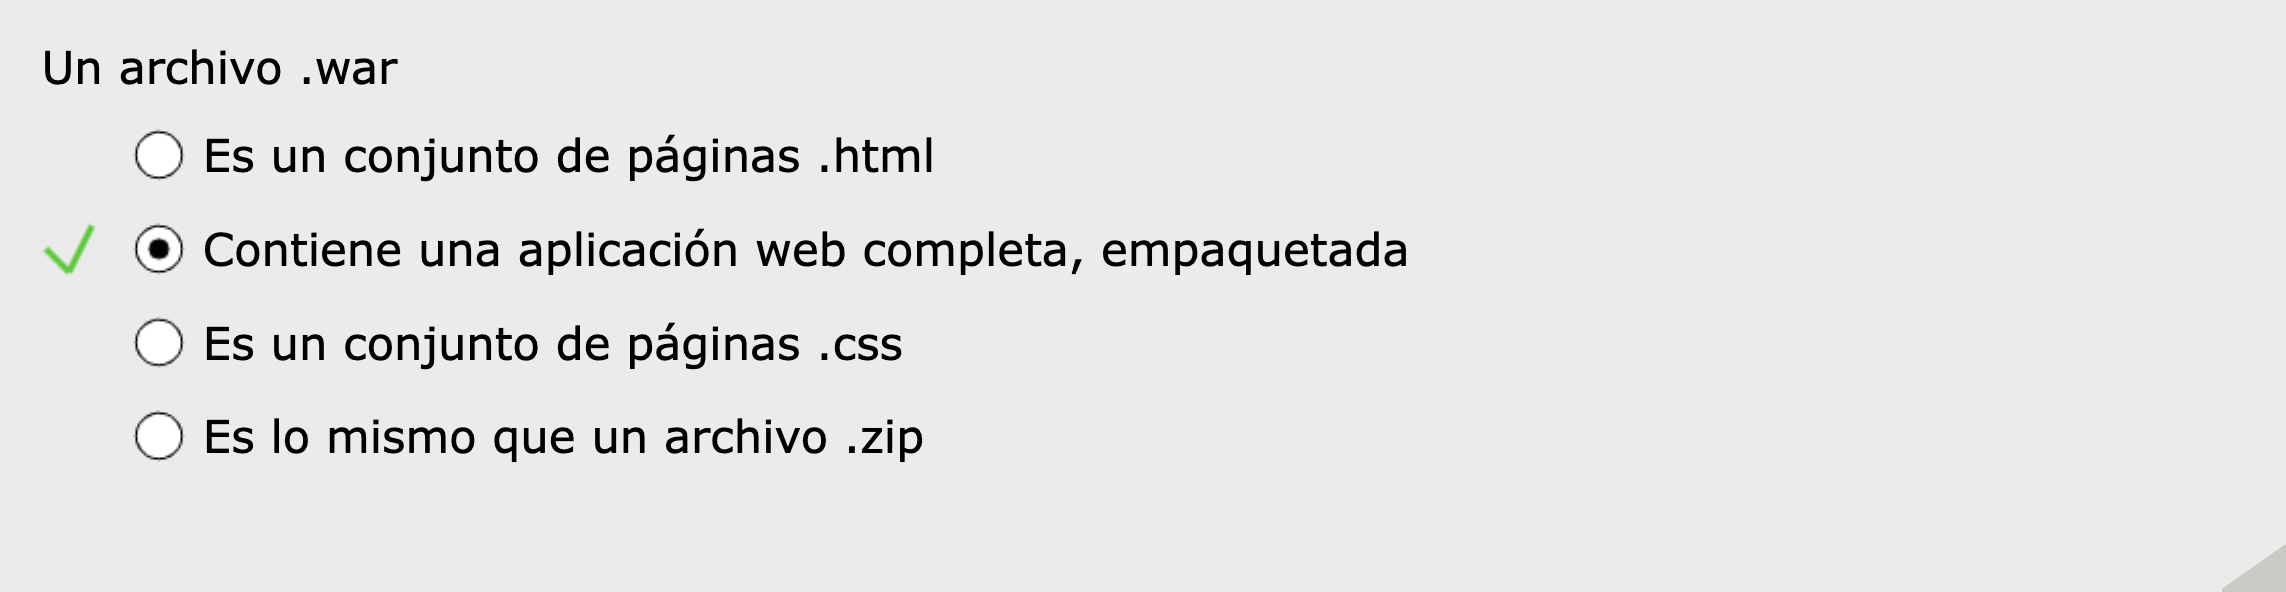 Un archivo .war
Es un conjunto de páginas .html
Contiene una aplicación web completa, empaquetada
Es un conjunto de páginas .css
Es lo mismo que un archivo .zip